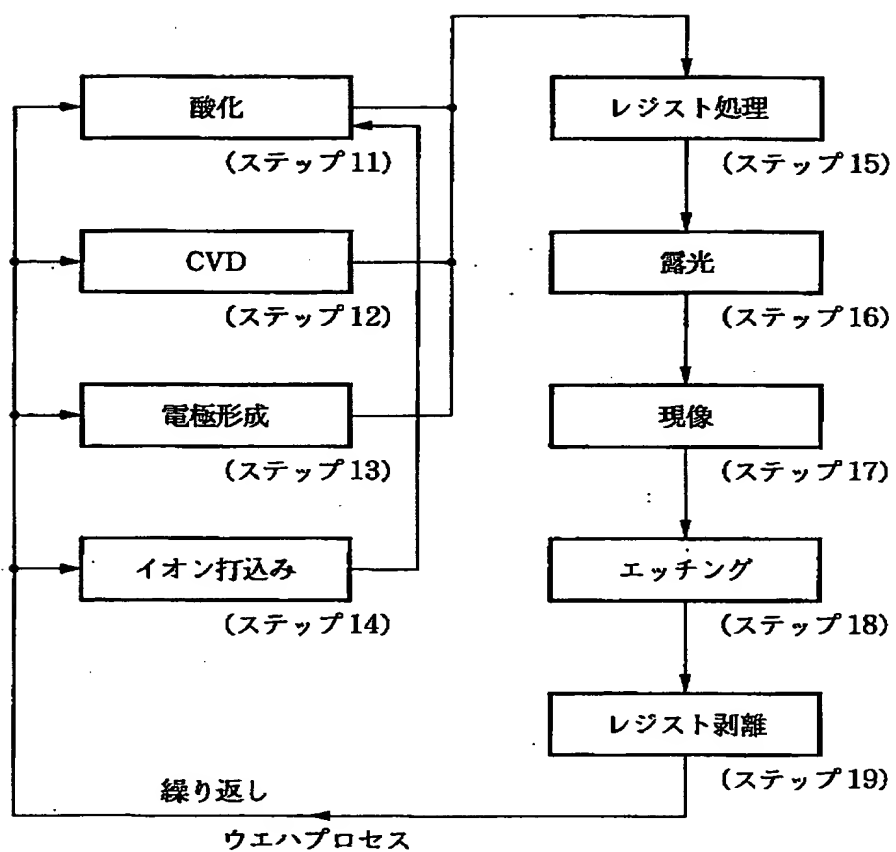 酸化
(ステップ11)
CVD
(ステップ12)
電極形成
(ステップ13)
イオン打込み
(ステップ14)
レジスト処理
(ステップ15)
露光
(ステップ16)
現像
(ステップ17)
エッチング
(ステップ18)
レジスト剥離
(ステップ19)
繰り返し
ウエハプロセス